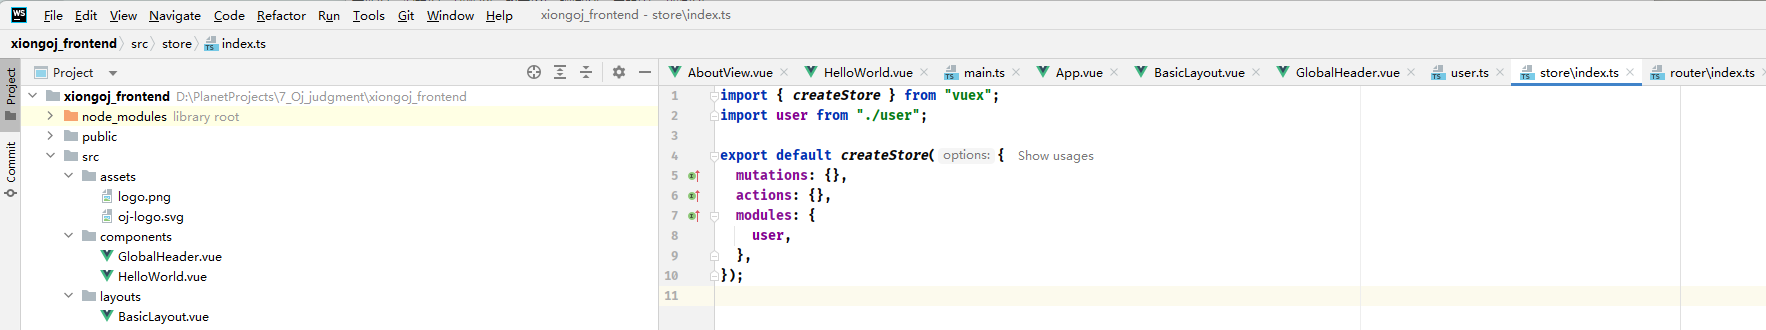 WS File Edit View Navigate Code Refactor Run Tools Git Window Help xiongoj_frontend - store\index.ts
xiongoj_frontend src store index.ts
Project
Commit
Project
xiongoj_frontend D:\PlanetProjects\7_Oj_judgment\xiongoj_frontend
node_modules library root
public
src
assets
logo.png
oj-logo.svg
components
GlobalHeader.vue
HelloWorld.vue
layouts
BasicLayout.vue
AboutView.vue HelloWorld.vue main.ts App.vue BasicLayout.vue GlobalHeader.vue user.ts store\index.ts router\index.ts
1 import { createStore } from "vuex";
2 import user from "./user";
3
4 export default createStore( options: { Show usages
5 mutations: {},
6 actions: {},
7 modules: {
8 user,
9 },
10 });
11